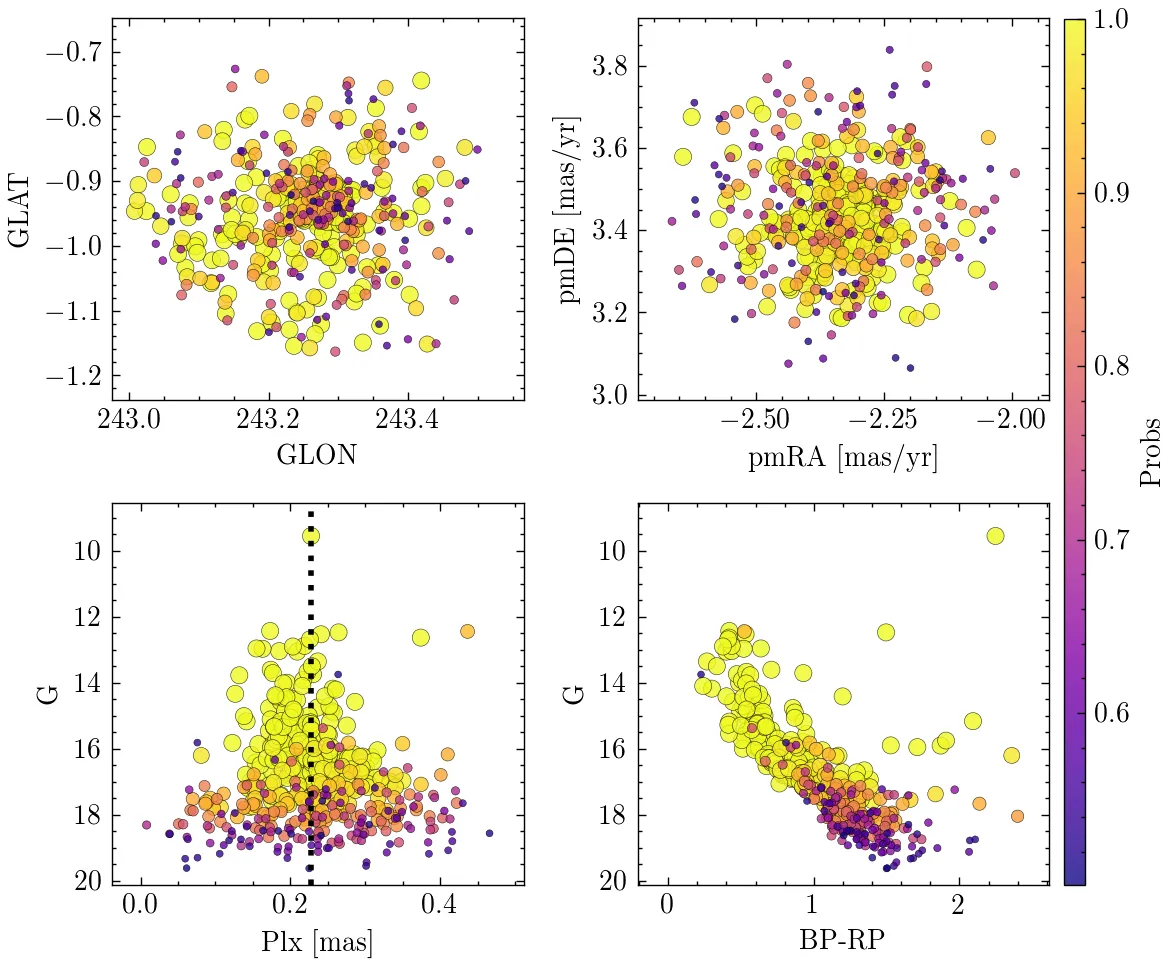 −0.7
−0.8
−0.9
−1.0
−1.1
−1.2
GLAT
243.0 243.2 243.4
GLON
3.8
3.6
3.4
3.2
3.0
pmDE [mas/yr]
−2.50 −2.25 −2.00
pmRA [mas/yr]
1.0
0.9
0.8
0.7
0.6
Probs
10
12
14
16
18
20
G
0.0 0.2 0.4
Plx [mas]
10
12
14
16
18
20
G
0 1 2
BP-RP